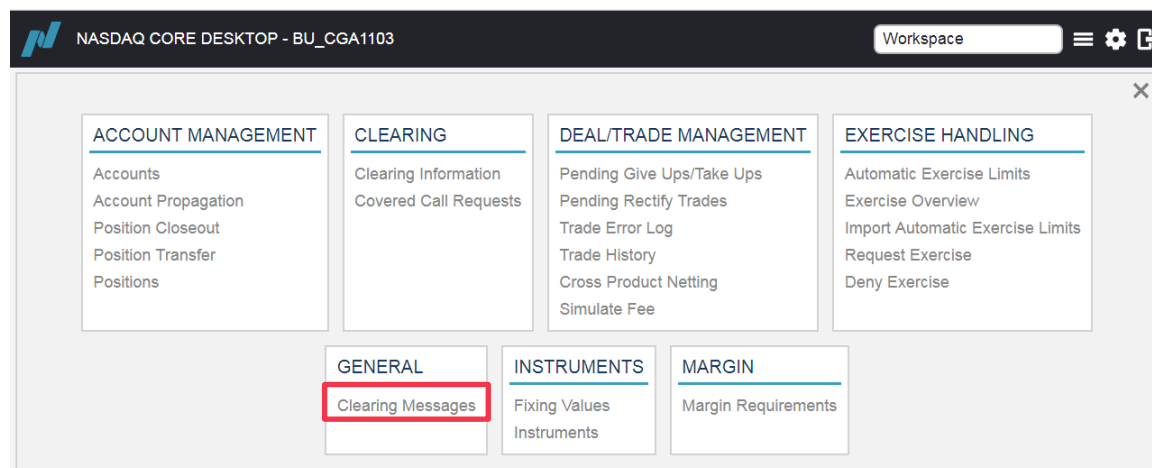 NASDAQ CORE DESKTOP - BU_CGA1103
Workspace
ACCOUNT MANAGEMENT
Accounts
Account Propagation
Position Closeout
Position Transfer
Positions
CLEARING
Clearing Information
Covered Call Requests
DEAL/TRADE MANAGEMENT
Pending Give Ups/Take Ups
Pending Rectify Trades
Trade Error Log
Trade History
Cross Product Netting
Simulate Fee
EXERCISE HANDLING
Automatic Exercise Limits
Exercise Overview
Import Automatic Exercise Limits
Request Exercise
Deny Exercise
GENERAL
Clearing Messages
INSTRUMENTS
Fixing Values
Instruments
MARGIN
Margin Requirements